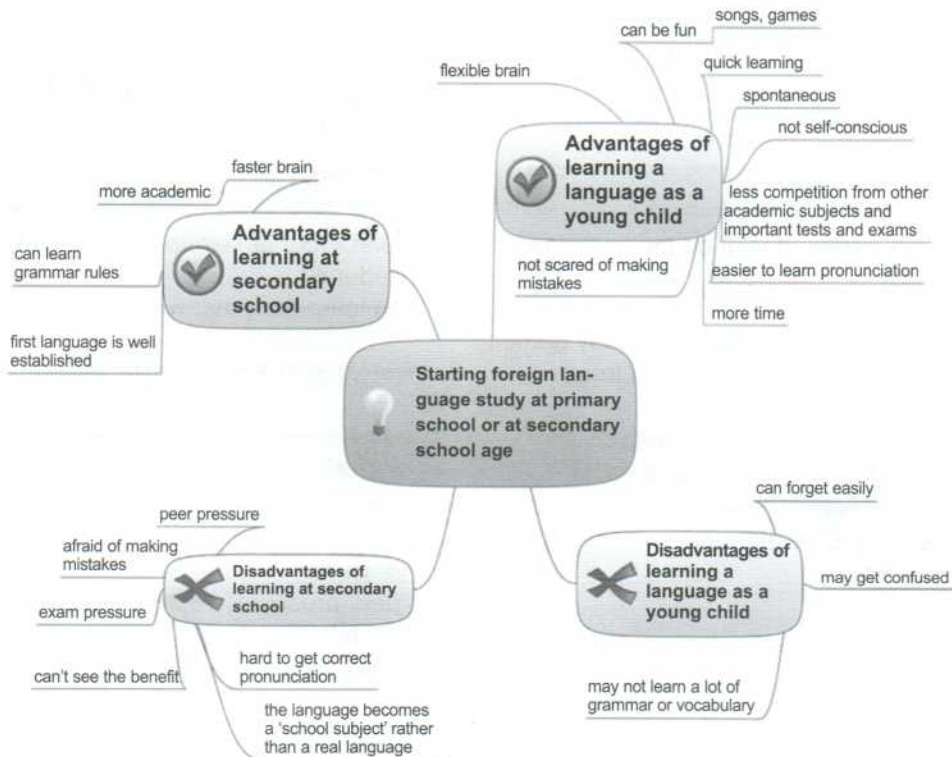 Starting foreign lan-
guage study at primary
school or at secondary
school age
Advantages of
learning at
secondary
school
faster brain
more academic
can learn
grammar rules
first language is well
established
Advantages of
learning a
language as a
young child
flexible brain
can be fun
songs, games
quick learning
spontaneous
not self-conscious
less competition from other
academic subjects and
important tests and exams
easier to learn pronunciation
more time
not scared of making
mistakes
Disadvantages of
learning at secondary
school
peer pressure
afraid of making
mistakes
exam pressure
can't see the benefit
hard to get correct
pronunciation
the language becomes
a 'school subject' rather
than a real language
Disadvantages of
learning a
language as a
young child
can forget easily
may get confused
may not learn a lot of
grammar or vocabulary